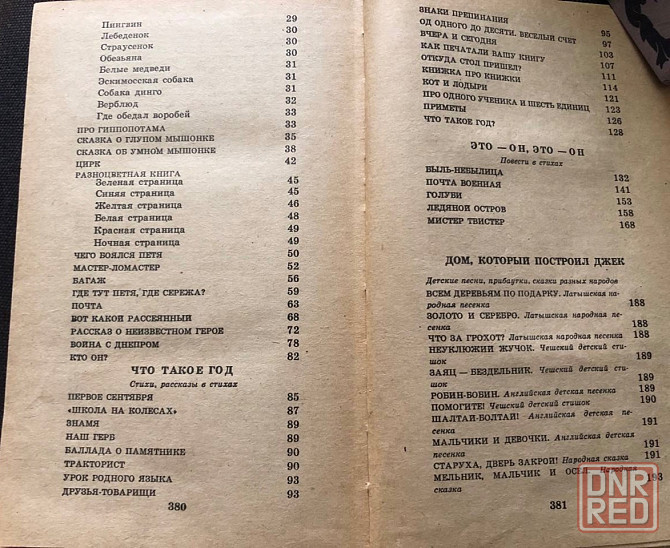 Пингвин 29
Лебеденок 30
Страусенок 30
Обезьяна 30
Белые медведи 31
Эскимосская собака 31
Собака динго 31
Верблюд 32
Где обедал воробей 33
ПРО ГИППОПОТАМА 33
СКАЗКА О ГЛУПОМ МЫШОНКЕ 35
СКАЗКА ОБ УМНОМ МЫШОНКЕ 38
ЦИРК 42
РАЗНОЦВЕТНАЯ КНИГА
Зеленая страница 45
Синяя страница 45
Желтая страница 46
Белая страница 48
Красная страница 49
Ночная страница 49
ЧЕГО БОЯЛСЯ ПЕТЯ 50
МАСТЕР-ЛОМАСТЕР 52
БАГАЖ 56
ГДЕ ТУТ ПЕТЯ, ГДЕ СЕРЕЖА? 59
ПОЧТА 63
ВОТ КАКОЙ РАССЕЯННЫЙ 68
РАССКАЗ О НЕИЗВЕСТНОМ ГЕРОЕ 72
ВОЙНА С ДНЕПРОМ 78
КТО ОН? 82
ЧТО ТАКОЕ ГОД
Стихи, рассказы в стихах
ПЕРВОЕ СЕНТЯБРЯ 85
«ШКОЛА НА КОЛЕСАХ» 87
ЗНАМЯ 89
НАШ ГЕРБ 89
БАЛЛАДА О ПАМЯТНИКЕ 90
ТРАКТОРИСТ 90
УРОК РОДНОГО ЯЗЫКА 93
ДРУЗЬЯ-ТОВАРИЩИ 93
380
ЗНАКИ ПРЕПИНАНИЯ 95
ОД ОДНОГО ДО ДЕСЯТИ. ВЕСЕЛЫЙ СЧЕТ 97
ВЧЕРА И СЕГОДНЯ 103
КАК ПЕЧАТАЛИ ВАШУ КНИГУ 107
ОТКУДА СТОЛ ПРИШЕЛ? 111
КНИЖКА ПРО КНИЖКИ 114
КОТ И ЛОДЫРИ 121
ПРО ОДНОГО УЧЕНИКА И ШЕСТЬ ЕДИНИЦ 123
ПРИМЕТЫ 126
ЧТО ТАКОЕ ГОД? 128
ЭТО — ОН, ЭТО — ОН
Повести в стихах
БЫЛЬ-НЕБЫЛИЦА 132
ПОЧТА ВОЕННАЯ 141
ГОЛУБИ 153
ЛЕДЯНОЙ ОСТРОВ 158
МИСТЕР ТВИСТЕР 168
ДОМ, КОТОРЫЙ ПОСТРОИЛ ДЖЕК
Детские песни, прибаутки, сказки разных народов
ВСЕМ ДЕРЕВЬЯМ ПО ПОДАРКУ. Латышская на-
родная песенка 188
ЗОЛОТО И СЕРЕБРО. Латышская народная пе-
сенка 188
ЧТО ЗА ГРОХОТ? Латышская народная песенка 188
НЕУКЛЮЖИЙ ЖУЧОК. Чешский детский сти-
шок 189
ЗАЯЦ — БЕЗДЕЛЬНИК. Чешский детский сти-
шок 189
РОБИН-БОБИН. Английская детская песенка 189
ПОМОГИТЕ! Чешский детский стишок 190
ШАЛТАЙ-БОЛТАЙ! Английская детская пе-
сенка 191
МАЛЬЧИКИ И ДЕВОЧКИ. Английская детская
песенка 191
СТАРУХА, ДВЕРЬ ЗАКРОЙ! Народная сказка 191
МЕЛЬНИК, МАЛЬЧИК И ОСЕЛ. Народная
сказка 193
381
DNR
RED